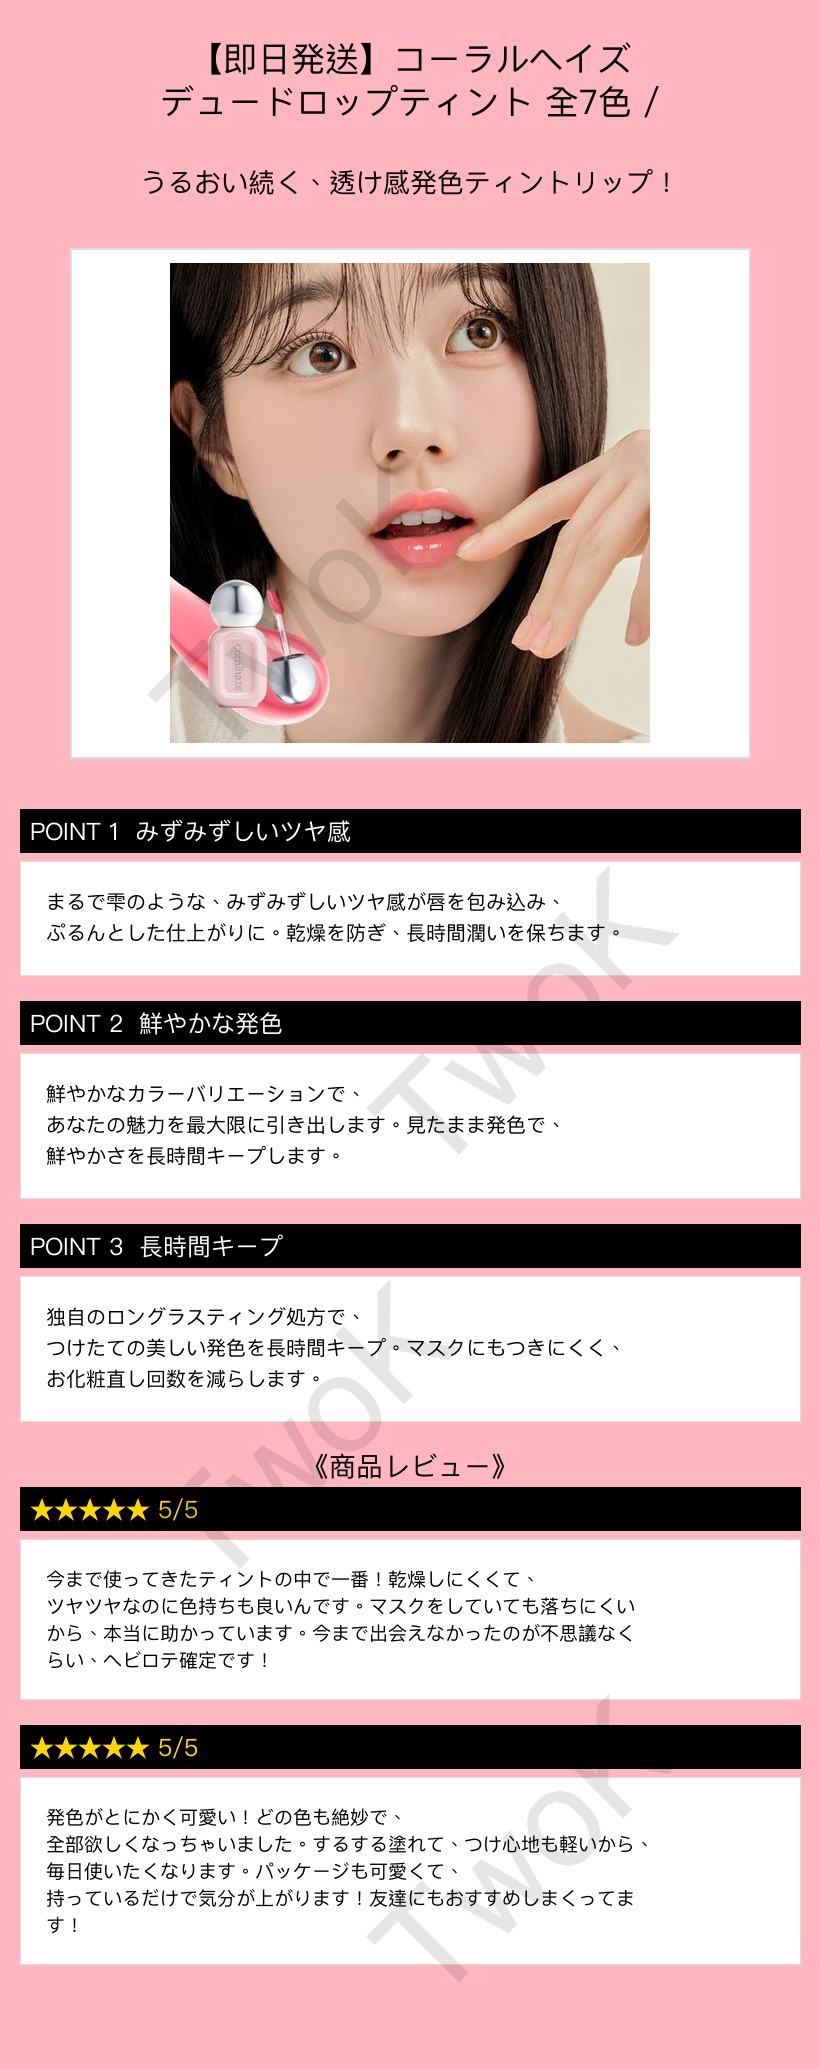 【即日発送】コーラルヘイズ
デュードロップティント 全7色 /
うるおい続く、透け感発色ティントリップ！
Coralhaze
TwoK
POINT 1 みずみずしいツヤ感
まるで雫のような、みずみずしいツヤ感が唇を包み込み、
ぷるんとした仕上がりに。乾燥を防ぎ、長時間潤いを保ちます。
TwoK
POINT 2 鮮やかな発色
鮮やかなカラーバリエーションで、
あなたの魅力を最大限に引き出します。見たまま発色で、
鮮やかさを長時間キープします。
POINT 3 長時間キープ
独自のロングラスティング処方で、
つけたての美しい発色を長時間キープ。マスクにもつきにくく、
お化粧直し回数を減らします。
TwoK
《商品レビュー》
★★★★★ 5/5
今まで使ってきたティントの中で一番！乾燥しにくくて、
ツヤツヤなのに色持ちも良いんです。マスクをしていても落ちにくい
から、本当に助かっています。今まで出会えなかったのが不思議なく
らい、ヘビロテ確定です！
★★★★★ 5/5
発色がとにかく可愛い！どの色も絶妙で、
全部欲しくなっちゃいました。するする塗れて、つけ心地も軽いから、
毎日使いたくなります。パッケージも可愛くて、
持っているだけで気分が上がります！友達にもおすすめしまくってま
す！
TwoK